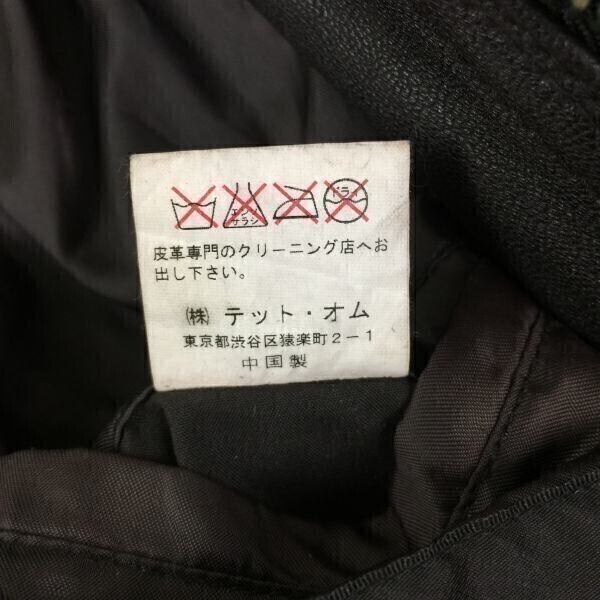 エンソ
サラシ
ドライ
皮革専門のクリーニング店へお
出し下さい。
㈱ テット・オム
東京都渋谷区猿楽町2-1
中国製